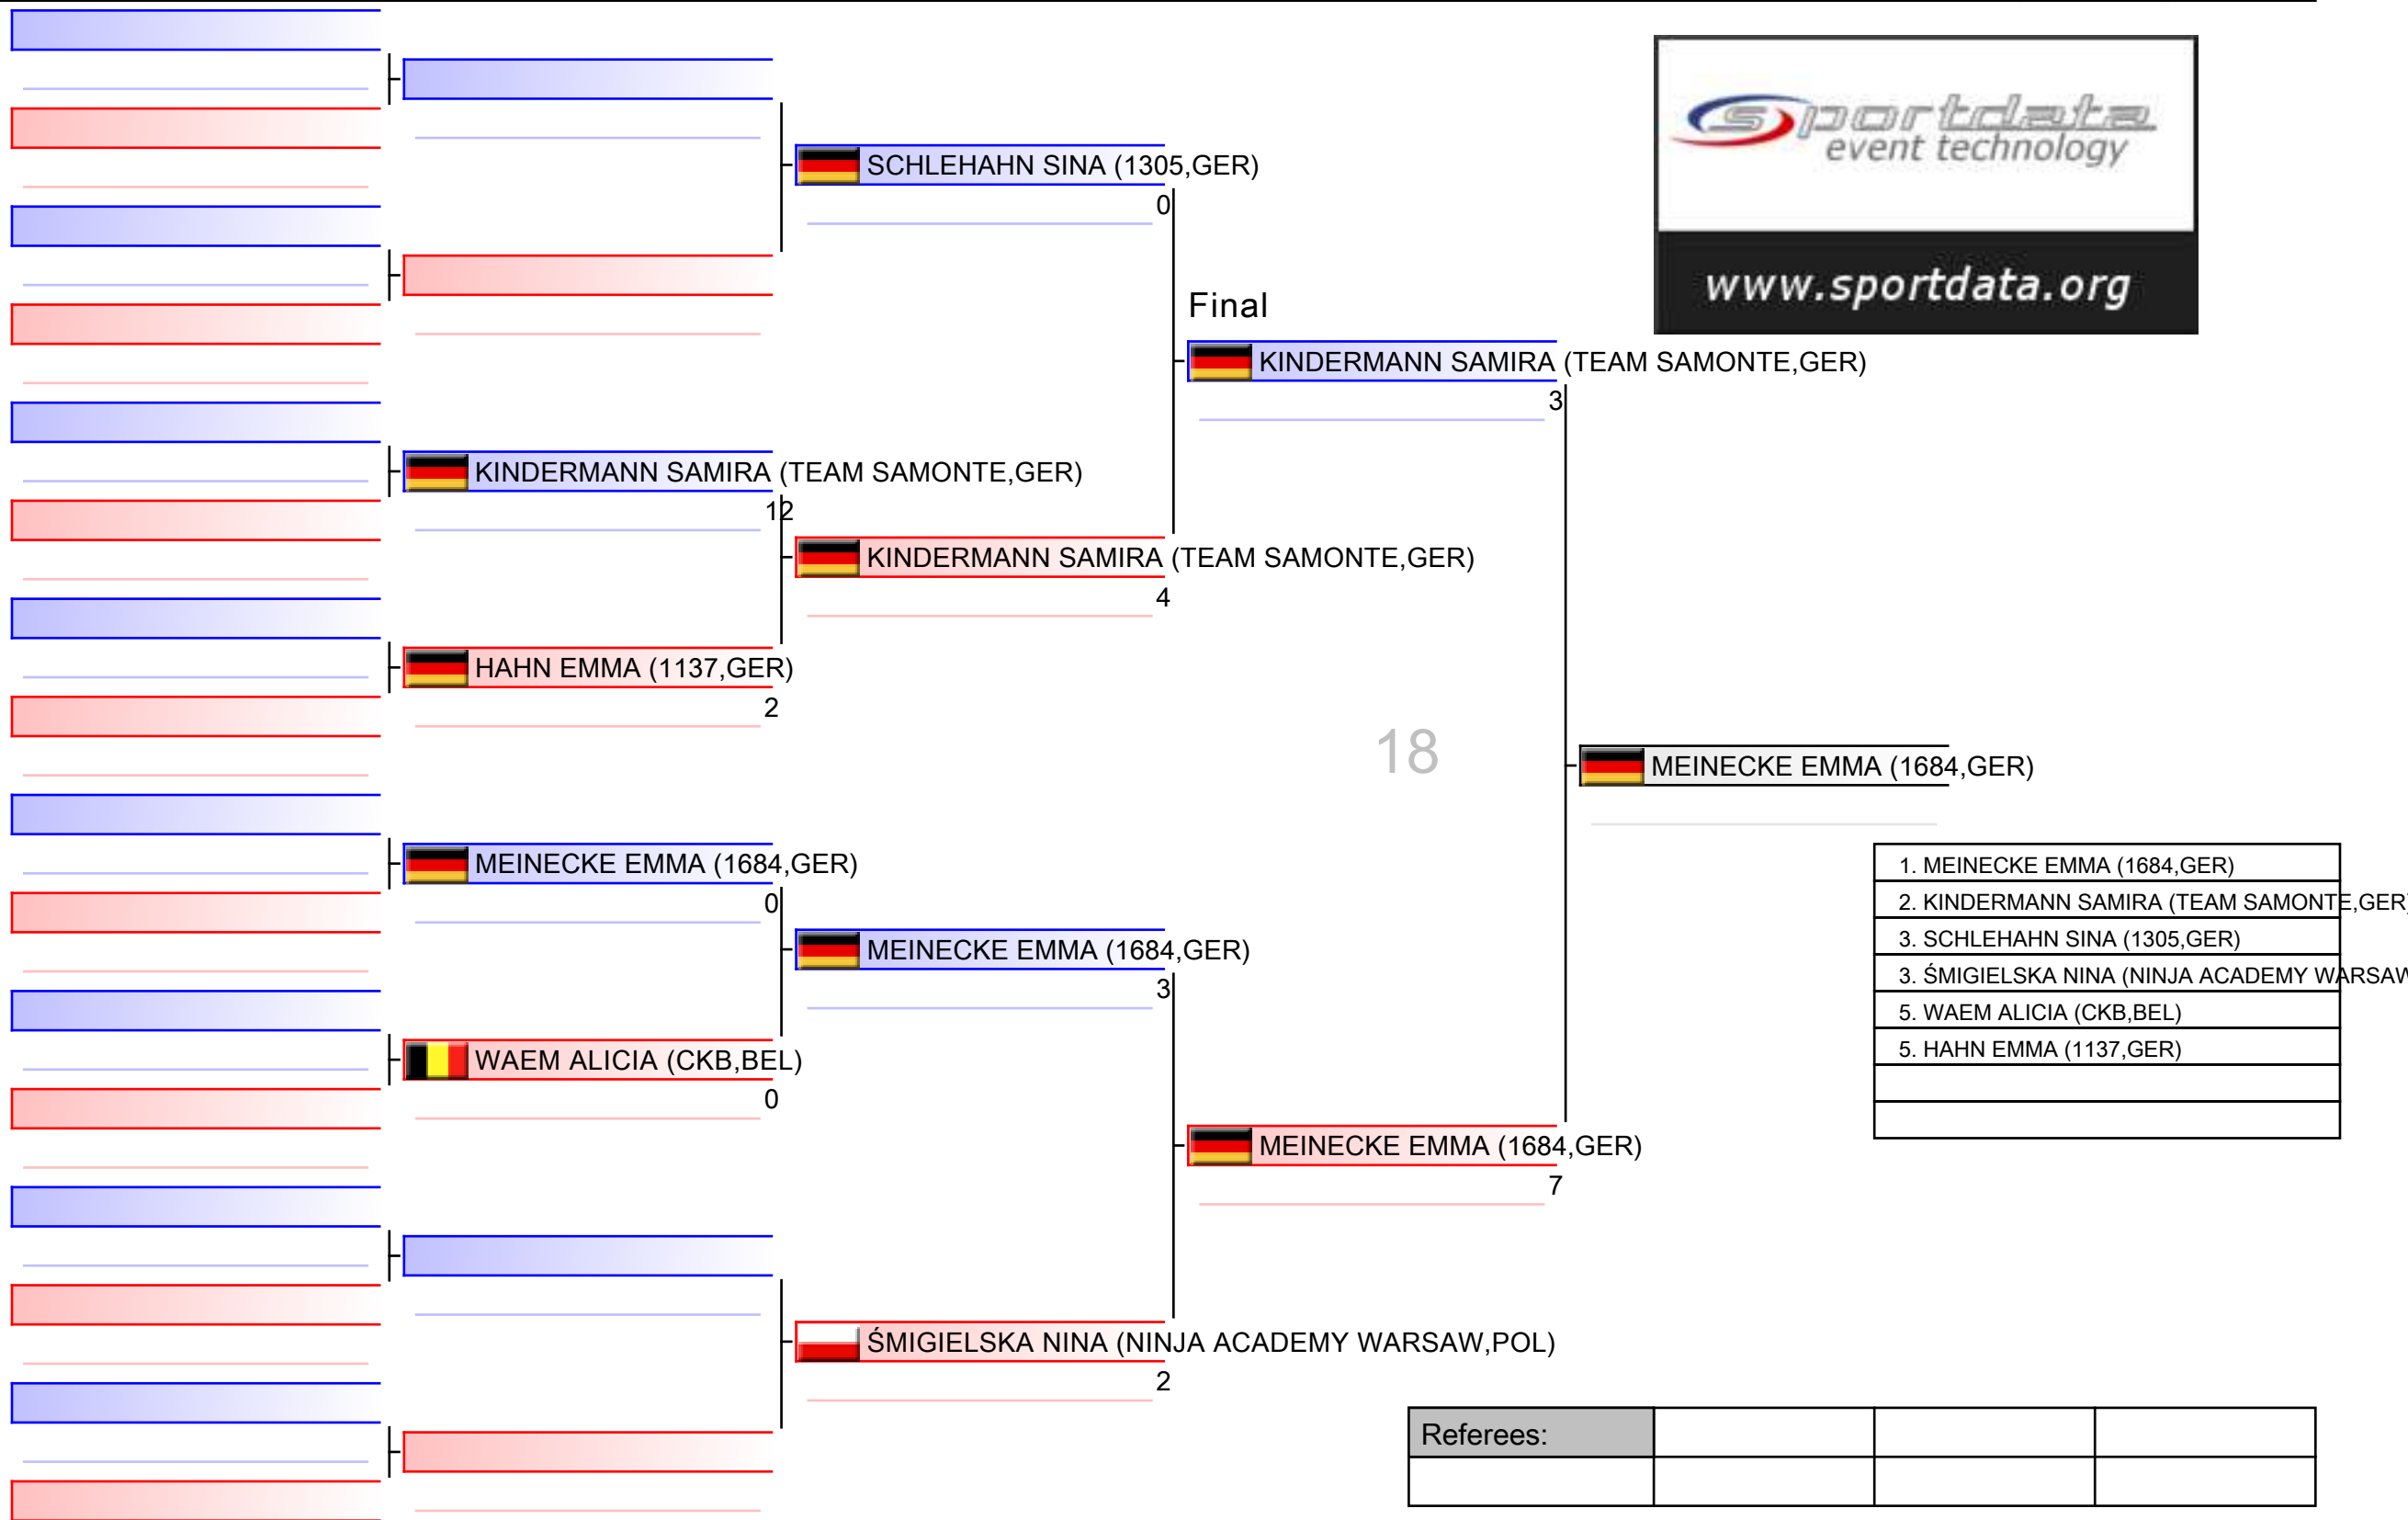 sportdata
event technology
www.sportdata.org
SCHLEHAHN SINA (1305,GER)
0
Final
KINDERMANN SAMIRA (TEAM SAMONTE,GER)
3
KINDERMANN SAMIRA (TEAM SAMONTE,GER)
12
KINDERMANN SAMIRA (TEAM SAMONTE,GER)
4
HAHN EMMA (1137,GER)
2
18
MEINECKE EMMA (1684,GER)
MEINECKE EMMA (1684,GER)
0
MEINECKE EMMA (1684,GER)
3
WAEM ALICIA (CKB,BEL)
0
MEINECKE EMMA (1684,GER)
7
ŚMIGIELSKA NINA (NINJA ACADEMY WARSAW,POL)
2
1. MEINECKE EMMA (1684,GER)
2. KINDERMANN SAMIRA (TEAM SAMONTE,GER)
3. SCHLEHAHN SINA (1305,GER)
3. ŚMIGIELSKA NINA (NINJA ACADEMY WARSAW
5. WAEM ALICIA (CKB,BEL)
5. HAHN EMMA (1137,GER)
Referees: